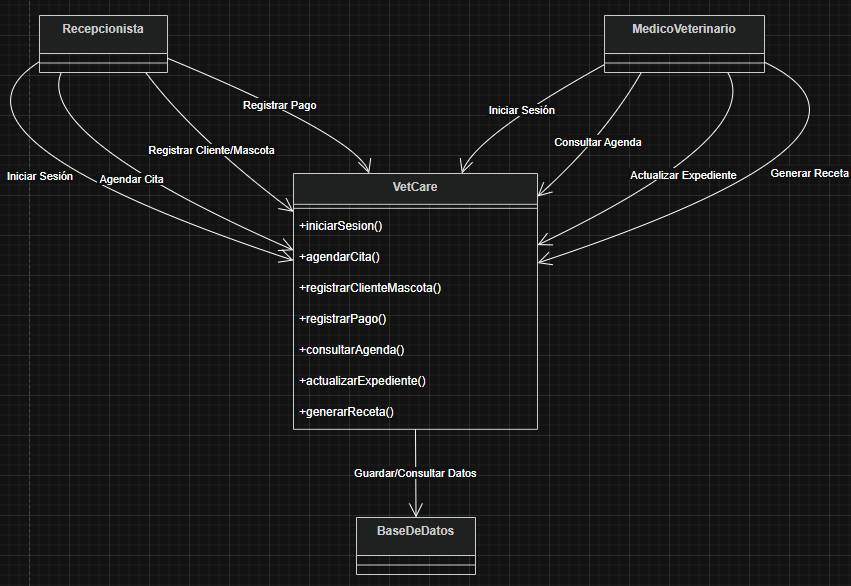 Recepcionista
MedicoVeterinario
Registrar Pago
Iniciar Sesión
Consultar Agenda
Registrar Cliente/Mascota
Iniciar Sesión
Agendar Cita
Actualizar Expediente
Generar Receta
VetCare
+iniciarSesion()
+agendarCita()
+registrarClienteMascota()
+registrarPago()
+consultarAgenda()
+actualizarExpediente()
+generarReceta()
Guardar/Consultar Datos
BaseDeDatos